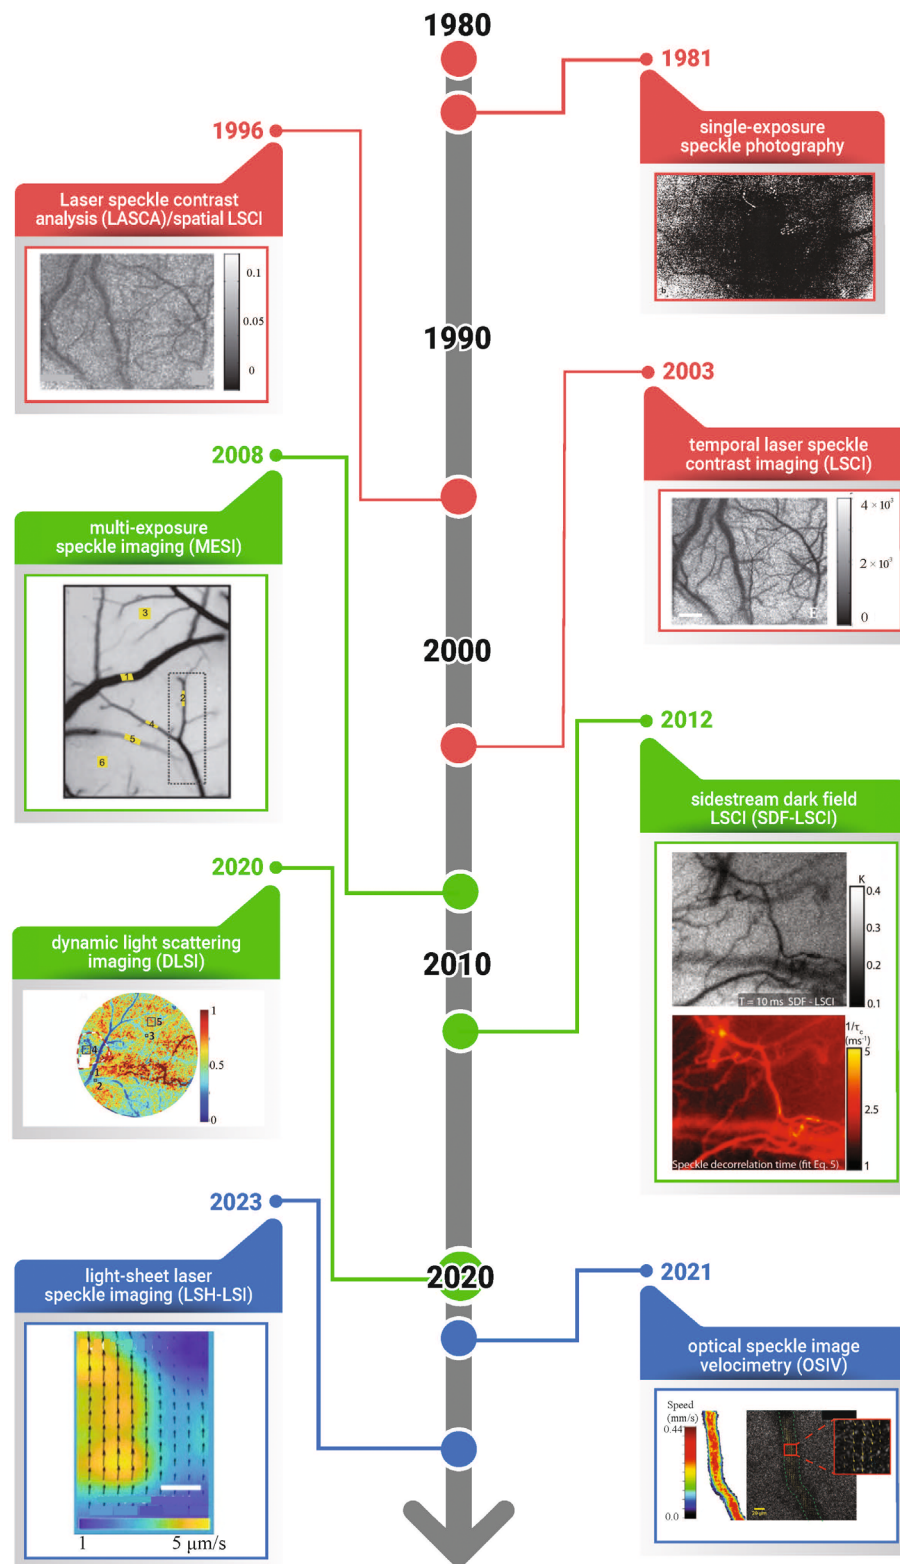 1980
1981
single-exposure
speckle photography
b
1996
Laser speckle contrast
analysis (LASCA)/spatial LSCI
0.1
0.05
0
1990
2003
temporal laser speckle
contrast imaging (LSCI)
4 × 10³
2 × 10³
0
E
2008
multi-exposure
speckle imaging (MESI)
3
1
2
4
5
6
2000
2012
sidestream dark field
LSCI (SDF-LSCI)
K
0.4
0.3
0.2
0.1
T = 10 ms SDF - LSCI
1/τc
(ms⁻¹)
5
2.5
1
Speckle decorrelation time (fit Eq. 5)
2020
dynamic light scattering
imaging (DLSI)
5
3
4
1
2
1
0.5
0
2010
2020
2023
light-sheet laser
speckle imaging (LSH-LSI)
1
5 μm/s
2021
optical speckle image
velocimetry (OSIV)
Speed
(mm/s)
0.44
0.0
20 μm